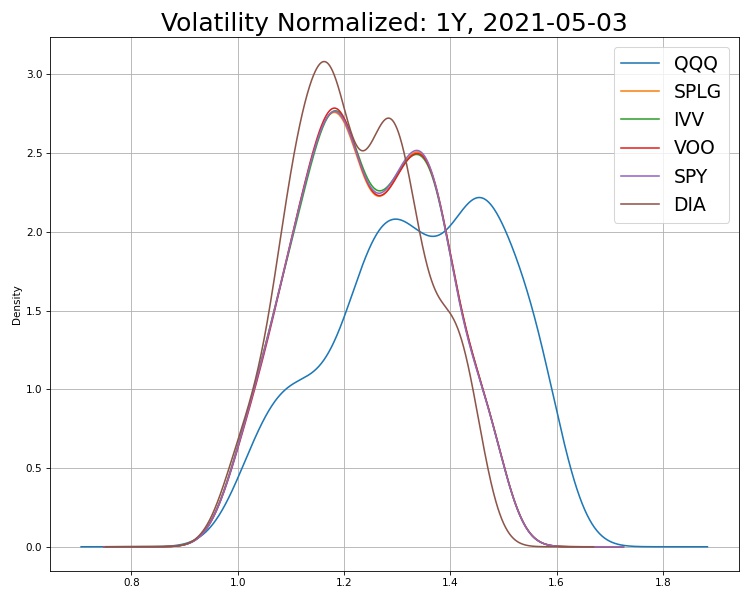 Volatility Normalized: 1Y, 2021-05-03
QQQ
SPLG
IVV
VOO
SPY
DIA
Density
3.0
2.5
2.0
1.5
1.0
0.5
0.0
0.8
1.0
1.2
1.4
1.6
1.8